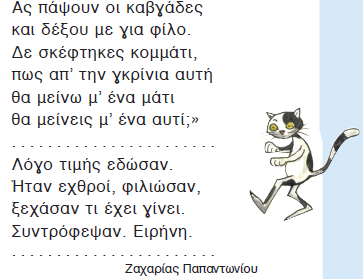 Ας πάψουν οι καβγάδες
και δέξου με για φίλο.
Δε σκέφτηκες κομμάτι,
πως απ’ την γκρίνια αυτή
θα μείνω μ’ ένα μάτι
θα μείνεις μ’ ένα αυτί;»
. . . . . . . . . . . . . . . . . . . . . . .
Λόγο τιμής εδώσαν.
Ήταν εχθροί, φιλιώσαν,
ξεχάσαν τι έχει γίνει.
Συντρόφεψαν. Ειρήνη.
. . . . . . . . . . . . . . . . . . . . . . .
Ζαχαρίας Παπαντωνίου